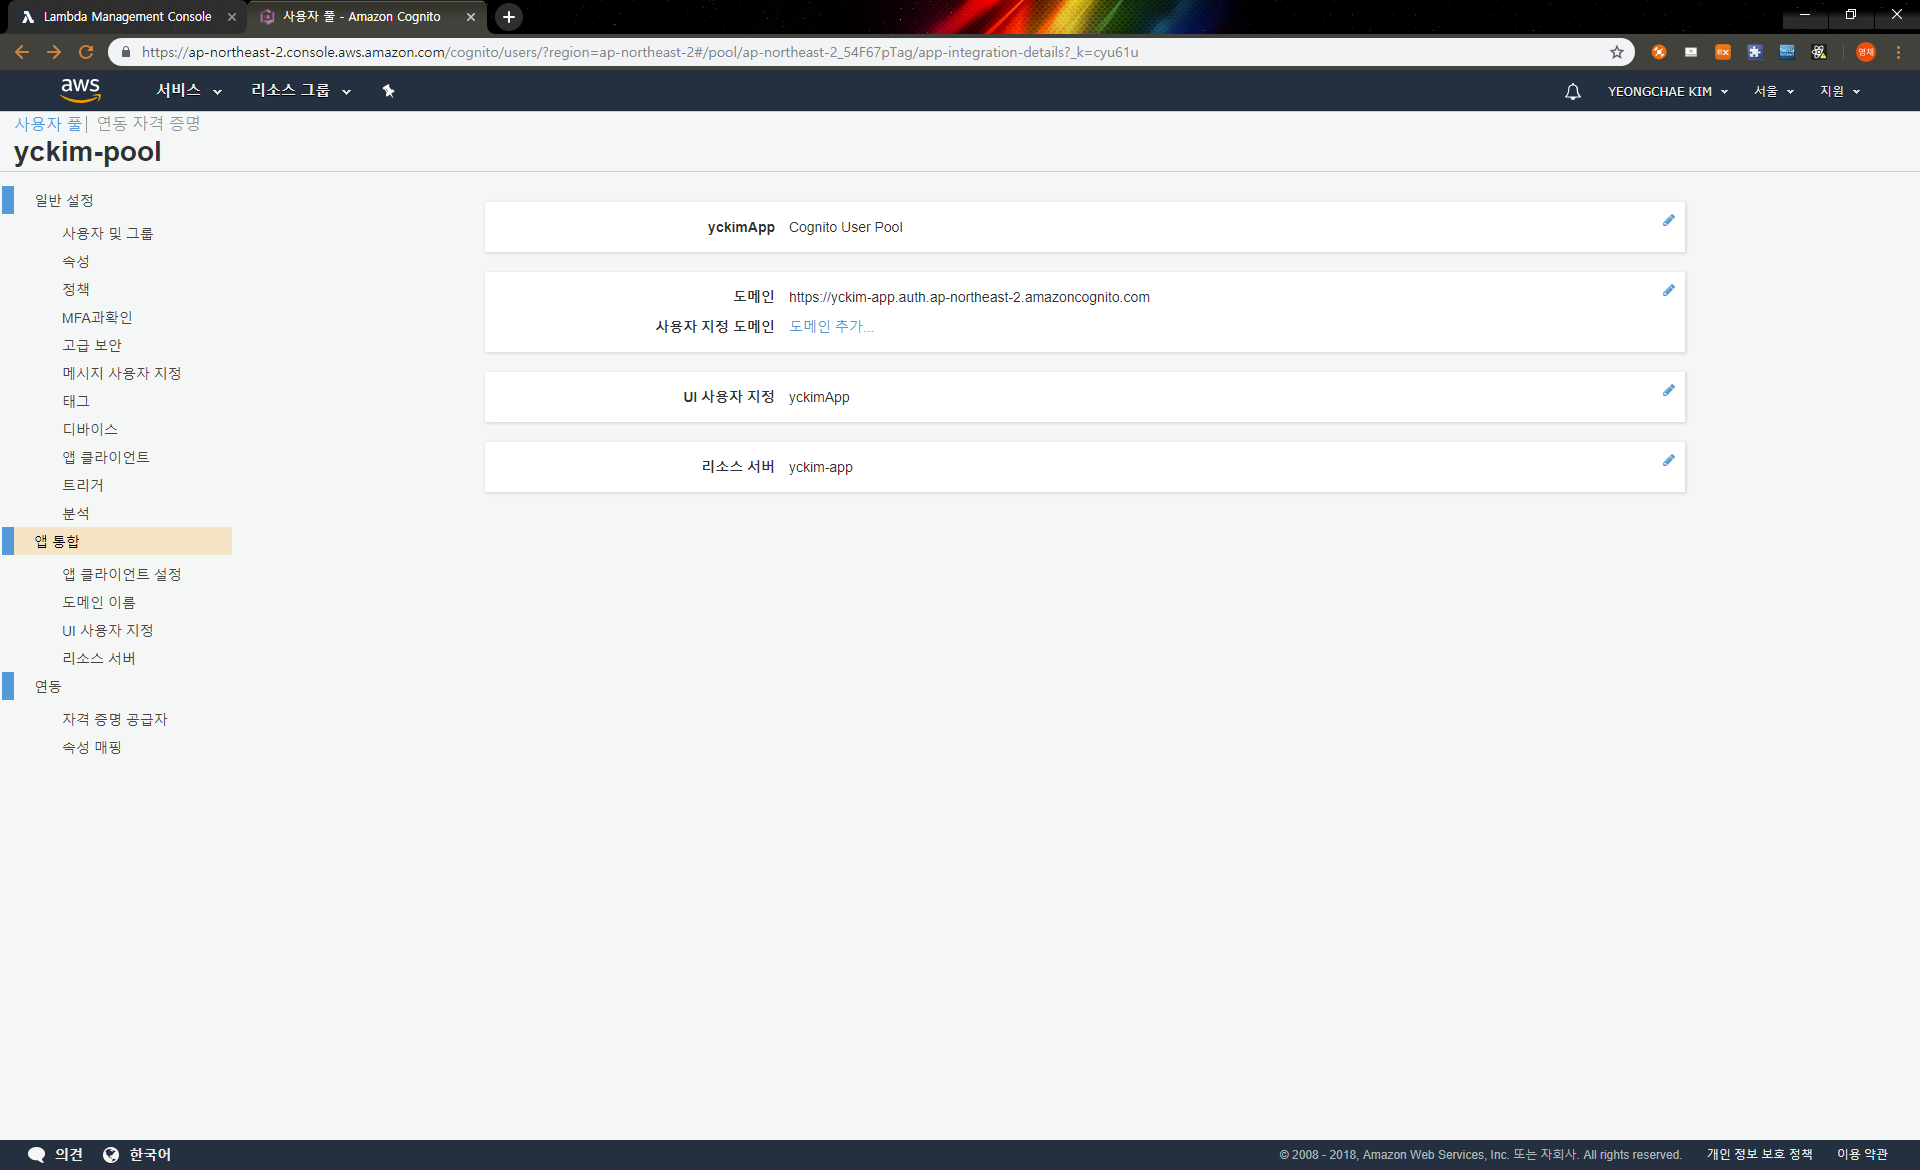 Lambda Management Console
사용자 풀 - Amazon Cognito
https://ap-northeast-2.console.aws.amazon.com/cognito/users/?region=ap-northeast-2#/pool/ap-northeast-2_54F67pTag/app-integration-details?_k=cyu61u
EX
영채
aws
서비스
리소스 그룹
YEONGCHAE KIM
서울
지원
사용자 풀 | 연동 자격 증명
yckim-pool
일반 설정
사용자 및 그룹
속성
정책
MFA과확인
고급 보안
메시지 사용자 지정
태그
디바이스
앱 클라이언트
트리거
분석
앱 통합
앱 클라이언트 설정
도메인 이름
UI 사용자 지정
리소스 서버
연동
자격 증명 공급자
속성 매핑
yckimApp Cognito User Pool
도메인 https://yckim-app.auth.ap-northeast-2.amazoncognito.com
사용자 지정 도메인 도메인 추가...
UI 사용자 지정 yckimApp
리소스 서버 yckim-app
의견
한국어
© 2008 - 2018, Amazon Web Services, Inc. 또는 자회사. All rights reserved.
개인 정보 보호 정책
이용 약관